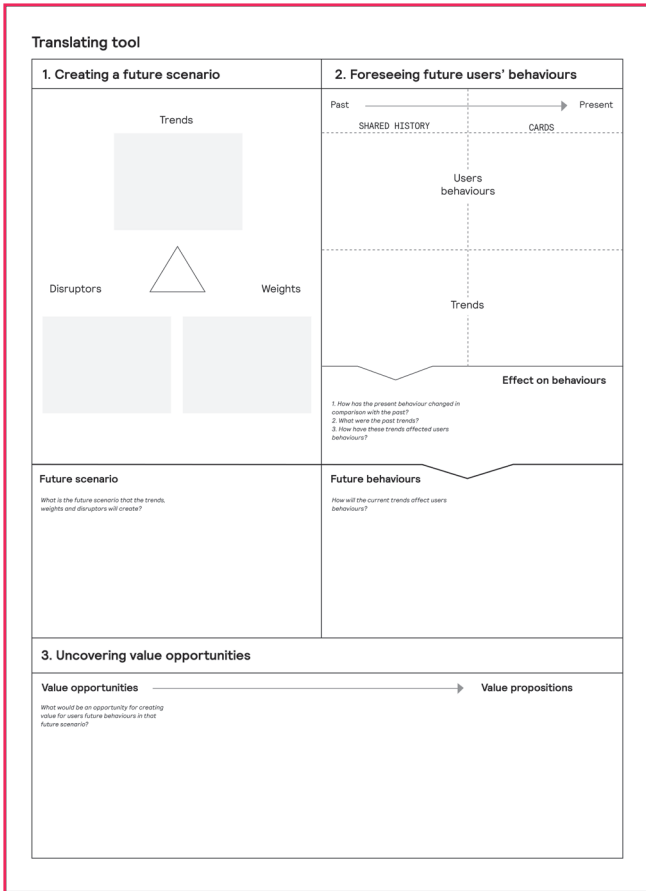 Translating tool
1. Creating a future scenario
Trends
Disruptors
Weights
Future scenario
What is the future scenario that the trends,
weights and disruptors will create?
2. Foreseeing future users' behaviours
Past
Present
SHARED HISTORY
CARDS
Users
behaviours
Trends
Effect on behaviours
1. How has the present behaviour changed in
comparison with the past?
2. What were the past trends?
3. How have these trends affected users
behaviours?
Future behaviours
How will the current trends affect users
behaviours?
3. Uncovering value opportunities
Value opportunities
Value propositions
What would be an opportunity for creating
value for users future behaviours in that
future scenario?